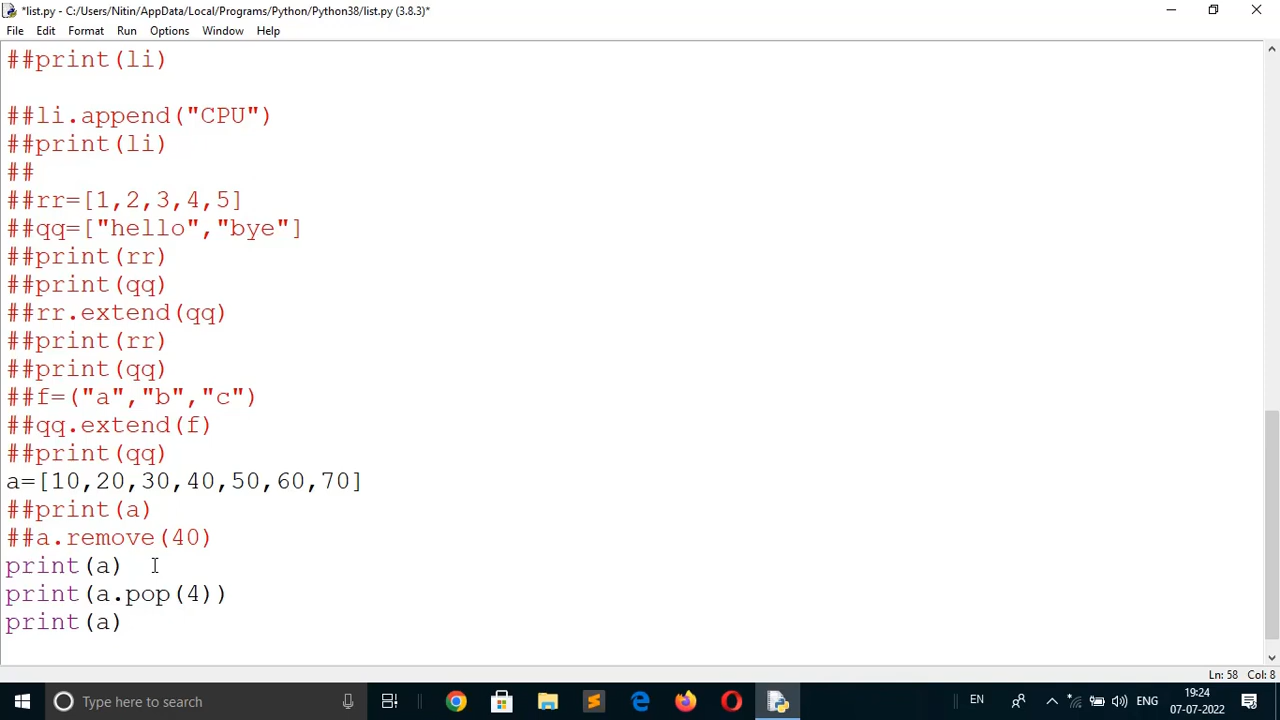 *list.py - C:/Users/Nitin/AppData/Local/Programs/Python/Python38/list.py (3.8.3)*
File Edit Format Run Options Window Help
##print(li)
##li.append("CPU")
##print(li)
##
##rr=[1,2,3,4,5]
##qq=["hello","bye"]
##print(rr)
##print(qq)
##rr.extend(qq)
##print(rr)
##print(qq)
##f=("a","b","c")
##qq.extend(f)
##print(qq)
a=[10,20,30,40,50,60,70]
##print(a)
##a.remove(40)
print(a)
print(a.pop(4))
print(a)
Ln: 58 Col: 8
Type here to search
EN
ENG
19:24
07-07-2022